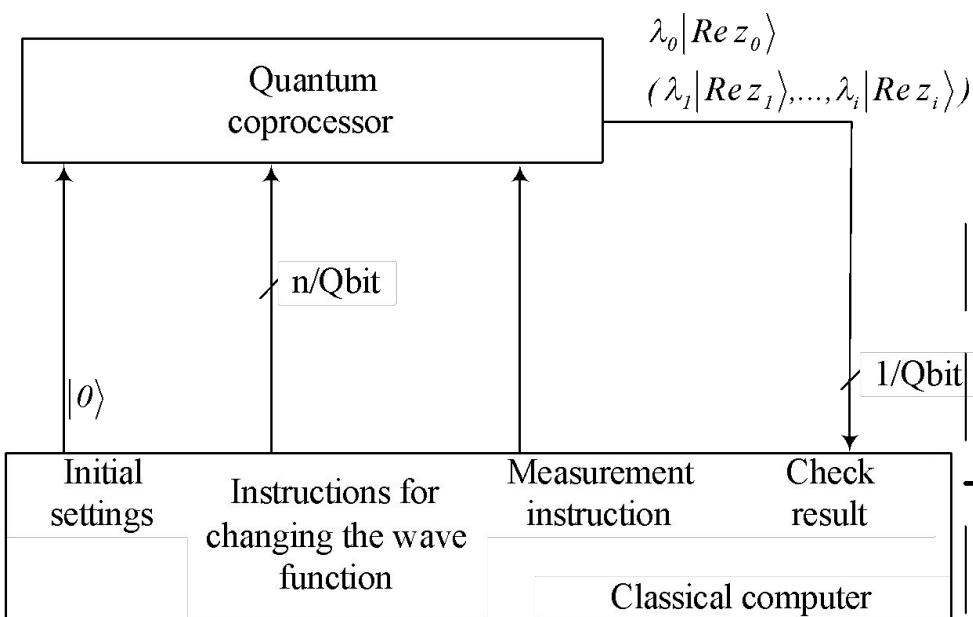 Quantum
coprocessor
λ₀|Re z₀⟩
(λ₁|Re z₁⟩,...,λᵢ|Re zᵢ⟩)
n/Qbit
1/Qbit
|0⟩
Initial
settings
Instructions for
changing the wave
function
Measurement
instruction
Check
result
Classical computer